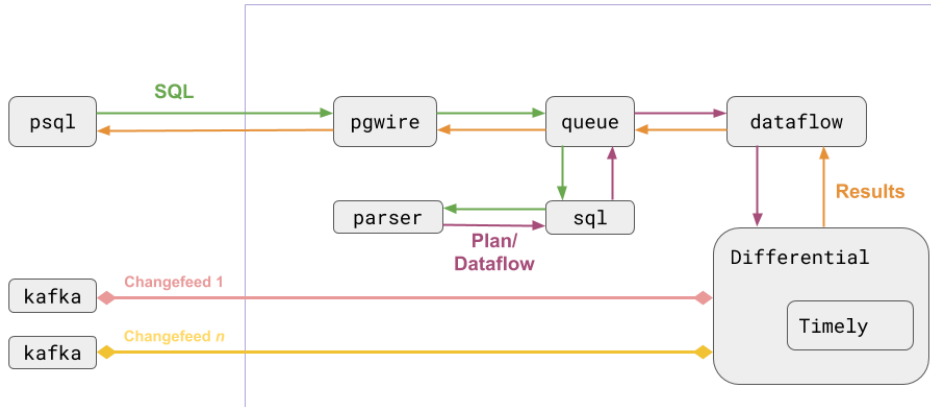 SQL
psql
pgwire
queue
dataflow
Results
parser
sql
Plan/
Dataflow
Differential
Changefeed 1
kafka
Timely
Changefeed n
kafka